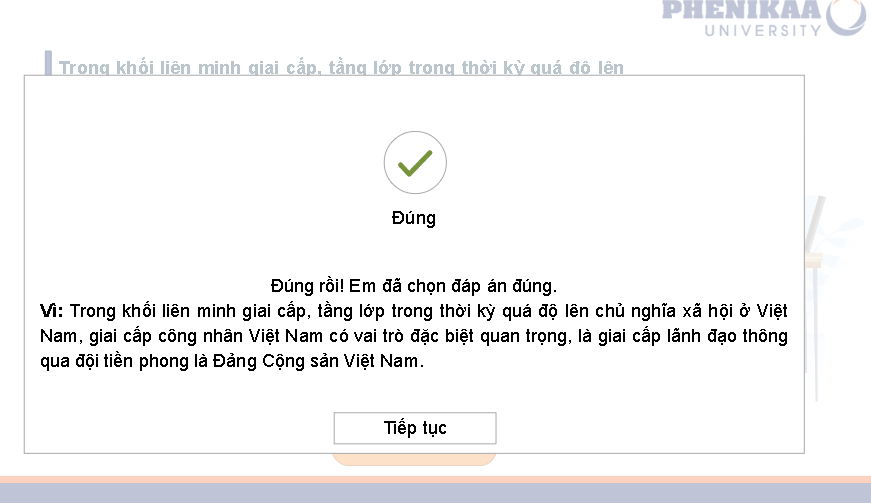 PHENIKAA
UNIVERSITY
Trong khối liên minh giai cấp, tầng lớp trong thời kỳ quá độ lên
Đúng
Đúng rồi! Em đã chọn đáp án đúng.
Vì: Trong khối liên minh giai cấp, tầng lớp trong thời kỳ quá độ lên chủ nghĩa xã hội ở Việt
Nam, giai cấp công nhân Việt Nam có vai trò đặc biệt quan trọng, là giai cấp lãnh đạo thông
qua đội tiền phong là Đảng Cộng sản Việt Nam.
Tiếp tục